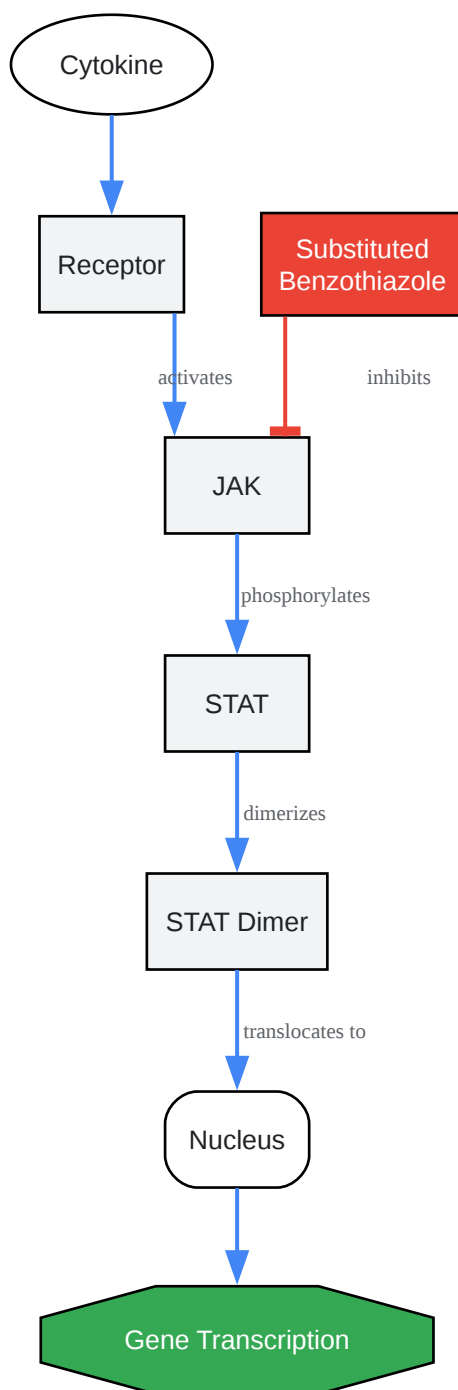 Cytokine
Receptor
Substituted
Benzothiazole
activates
inhibits
JAK
phosphorylates
STAT
dimerizes
STAT Dimer
translocates to
Nucleus
Gene Transcription